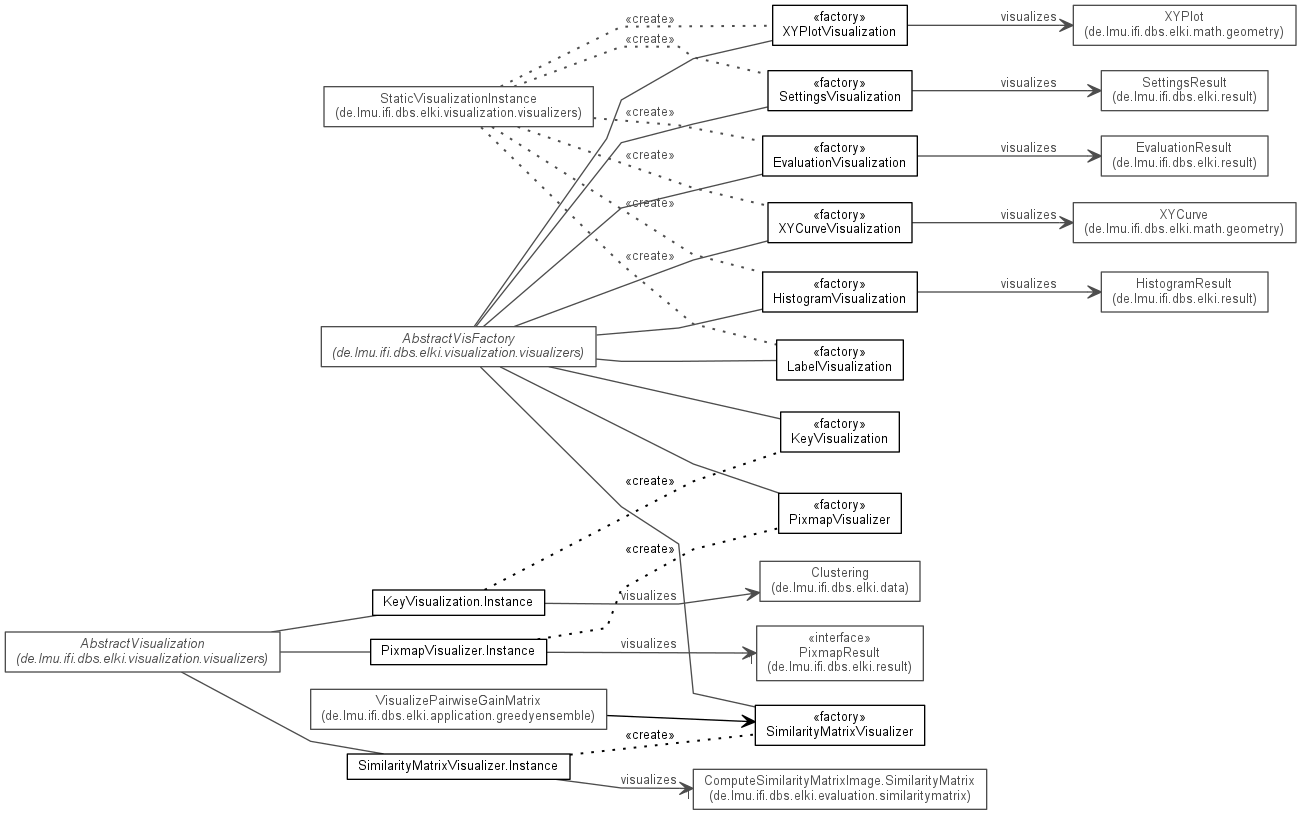 «factory»
XYPlotVisualization
visualizes
XYPlot
(de.lmu.ifi.dbs.elki.math.geometry)
«create»
«create»
StaticVisualizationInstance
(de.lmu.ifi.dbs.elki.visualization.visualizers)
«factory»
SettingsVisualization
visualizes
SettingsResult
(de.lmu.ifi.dbs.elki.result)
«create»
«factory»
EvaluationVisualization
visualizes
EvaluationResult
(de.lmu.ifi.dbs.elki.result)
«create»
«create»
«factory»
XYCurveVisualization
visualizes
XYCurve
(de.lmu.ifi.dbs.elki.math.geometry)
«create»
«factory»
HistogramVisualization
visualizes
HistogramResult
(de.lmu.ifi.dbs.elki.result)
AbstractVisFactory
(de.lmu.ifi.dbs.elki.visualization.visualizers)
«factory»
LabelVisualization
«factory»
KeyVisualization
«create»
«factory»
PixmapVisualizer
«create»
Clustering
(de.lmu.ifi.dbs.elki.data)
KeyVisualization.Instance
visualizes
AbstractVisualization
(de.lmu.ifi.dbs.elki.visualization.visualizers)
PixmapVisualizer.Instance
visualizes
«interface»
PixmapResult
(de.lmu.ifi.dbs.elki.result)
VisualizePairwiseGainMatrix
(de.lmu.ifi.dbs.elki.application.greedyensemble)
«factory»
SimilarityMatrixVisualizer
«create»
SimilarityMatrixVisualizer.Instance
visualizes
ComputeSimilarityMatrixImage.SimilarityMatrix
(de.lmu.ifi.dbs.elki.evaluation.similaritymatrix)